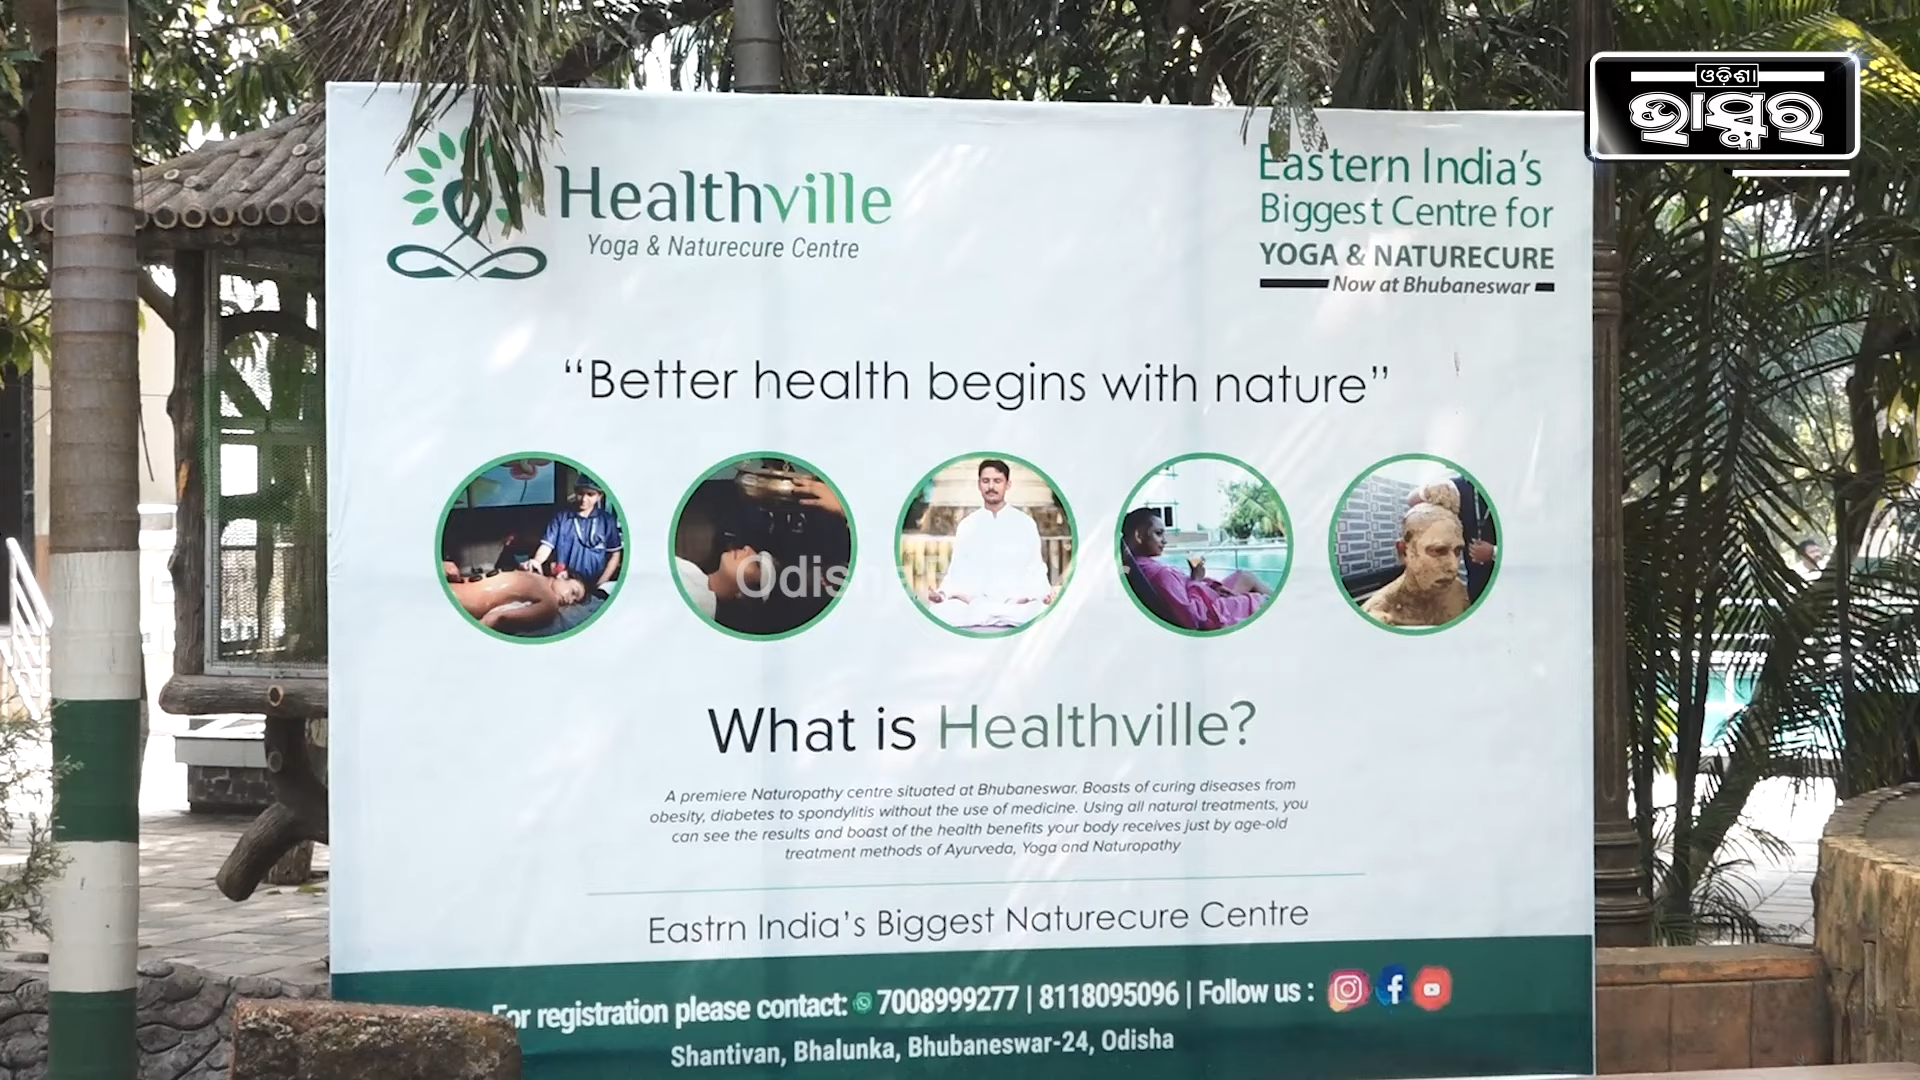 ଓଡ଼ିଶା
ଭାସ୍କର
Healthville
Yoga & Naturecure Centre
Eastern India's
Biggest Centre for
YOGA & NATURECURE
Now at Bhubaneswar
“Better health begins with nature”
What is Healthville?
A premiere Naturopathy centre situated at Bhubaneswar. Boasts of curing diseases from
obesity, diabetes to spondylitis without the use of medicine. Using all natural treatments, you
can see the results and boast of the health benefits your body receives just by age-old
treatment methods of Ayurveda, Yoga and Naturopathy
Eastrn India's Biggest Naturecure Centre
For registration please contact: 7008999277 | 8118095096 | Follow us :
Shantivan, Bhalunka, Bhubaneswar-24, Odisha